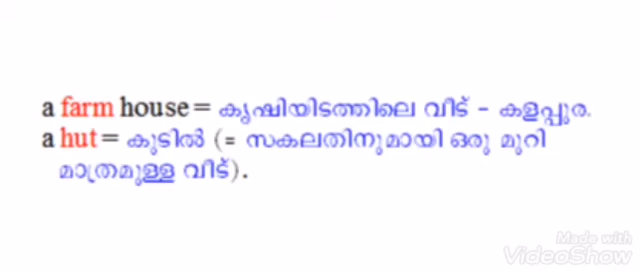 a farm house = കൃഷിയിടത്തിലെ വീട് - കളപ്പുര.
a hut = കുടിൽ (= സകലതിനുമായി ഒരു മുറി
മാത്രമുള്ള വീട്).
Made with
VideoShow